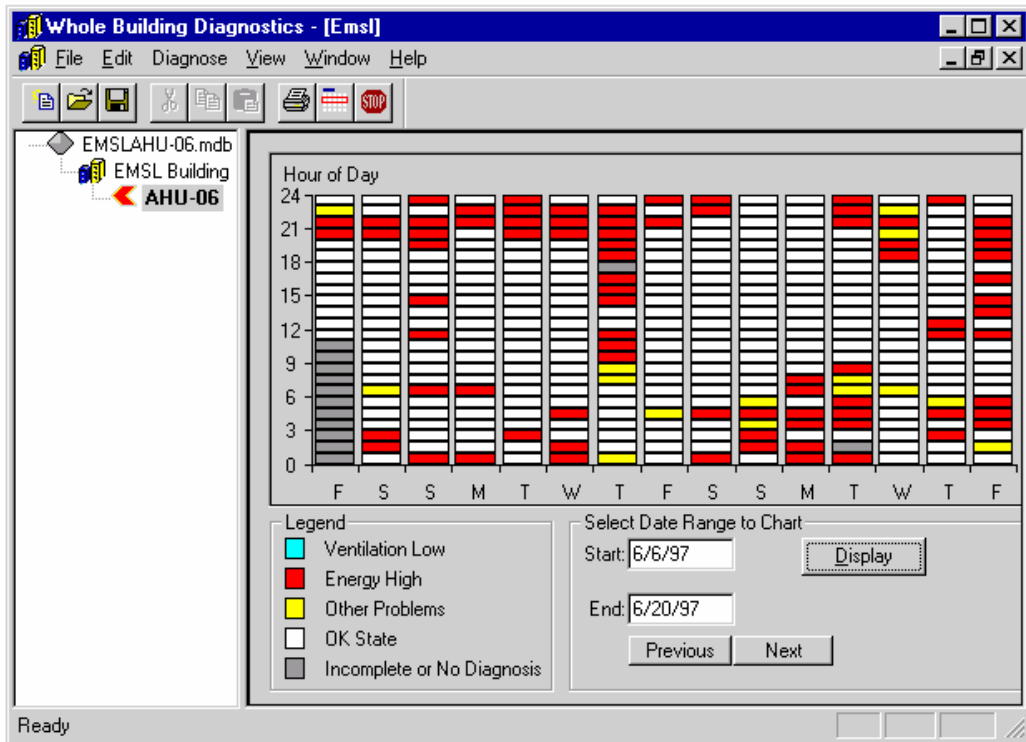 Whole Building Diagnostics - [Emsl]
File Edit Diagnose View Window Help
STOP
EMSLAHU-06.mdb
EMSL Building
AHU-06
Hour of Day
24
21
18
15
12
9
6
3
0
F S S M T W T F S S M T W T F
Legend
Ventilation Low
Energy High
Other Problems
OK State
Incomplete or No Diagnosis
Select Date Range to Chart
Start: 6/6/97
Display
End: 6/20/97
Previous Next
Ready